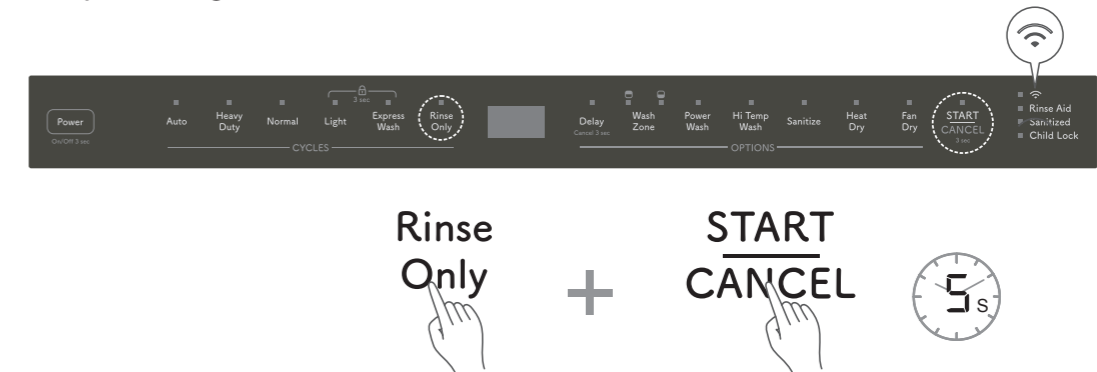 3 sec
Power
On/Off 3 sec
Auto
Heavy
Duty
Normal
Light
Express
Wash
Rinse
Only
CYCLES
Delay
Cancel 3 sec
Wash
Zone
Power
Wash
Hi Temp
Wash
Sanitize
Heat
Dry
Fan
Dry
OPTIONS
START
CANCEL
3 sec
Rinse Aid
Sanitized
Child Lock
Rinse
Only
+
START
CANCEL
5 s